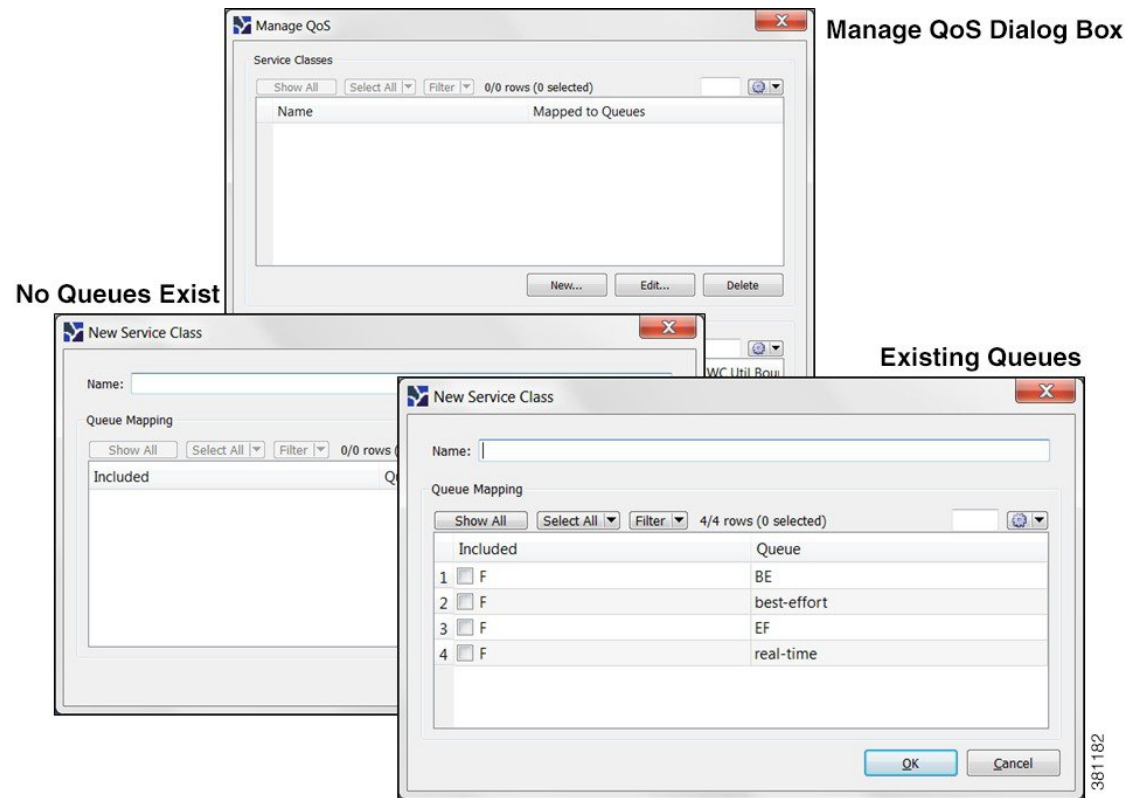 Manage QoS Dialog Box
Manage QoS
Service Classes
Show All Select All Filter 0/0 rows (0 selected)
Name Mapped to Queues
New... Edit... Delete
No Queues Exist
New Service Class
Name:
Queue Mapping
Show All Select All Filter 0/0 rows
Included
WC Util
Existing Queues
New Service Class
Name:
Queue Mapping
Show All Select All Filter 4/4 rows (0 selected)
Included Queue
1 F BE
2 F best-effort
3 F EF
4 F real-time
OK Cancel
381182